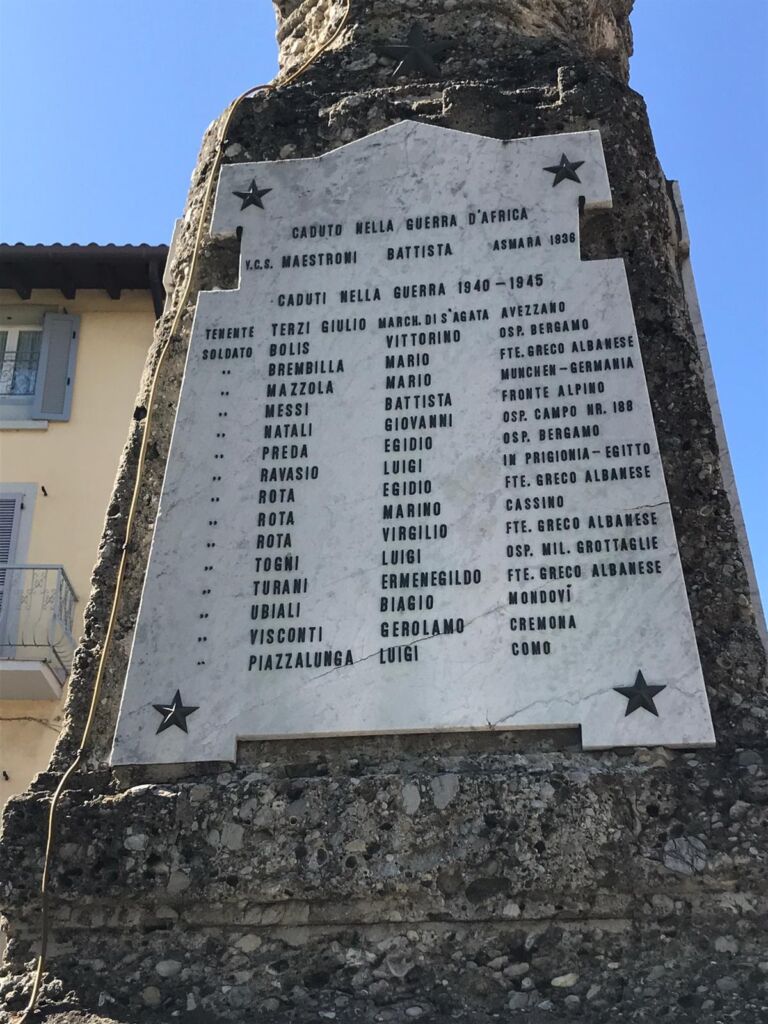 CADUTO NELLA GUERRA D'AFRICA
V.C.S. MAESTRONI BATTISTA ASMARA 1936
CADUTI NELLA GUERRA 1940-1945
TENENTE TERZI GIULIO MARCH. DI S'AGATA AVEZZANO
SOLDATO BOLIS VITTORINO OSP. BERGAMO
" BREMBILLA MARIO FTE. GRECO ALBANESE
" MAZZOLA MARIO MUNCHEN-GERMANIA
" MESSI BATTISTA FRONTE ALPINO
" NATALI GIOVANNI OSP. CAMPO NR. 188
" PREDA EGIDIO OSP. BERGAMO
" RAVASIO LUIGI IN PRIGIONIA-EGITTO
" ROTA EGIDIO FTE. GRECO ALBANESE
" ROTA MARINO CASSINO
" ROTA VIRGILIO FTE. GRECO ALBANESE
" TOGNI LUIGI OSP. MIL. GROTTAGLIE
" TURANI ERMENEGILDO FTE. GRECO ALBANESE
" UBIALI BIAGIO MONDOVÌ
" VISCONTI GEROLAMO CREMONA
" PIAZZALUNGA LUIGI COMO